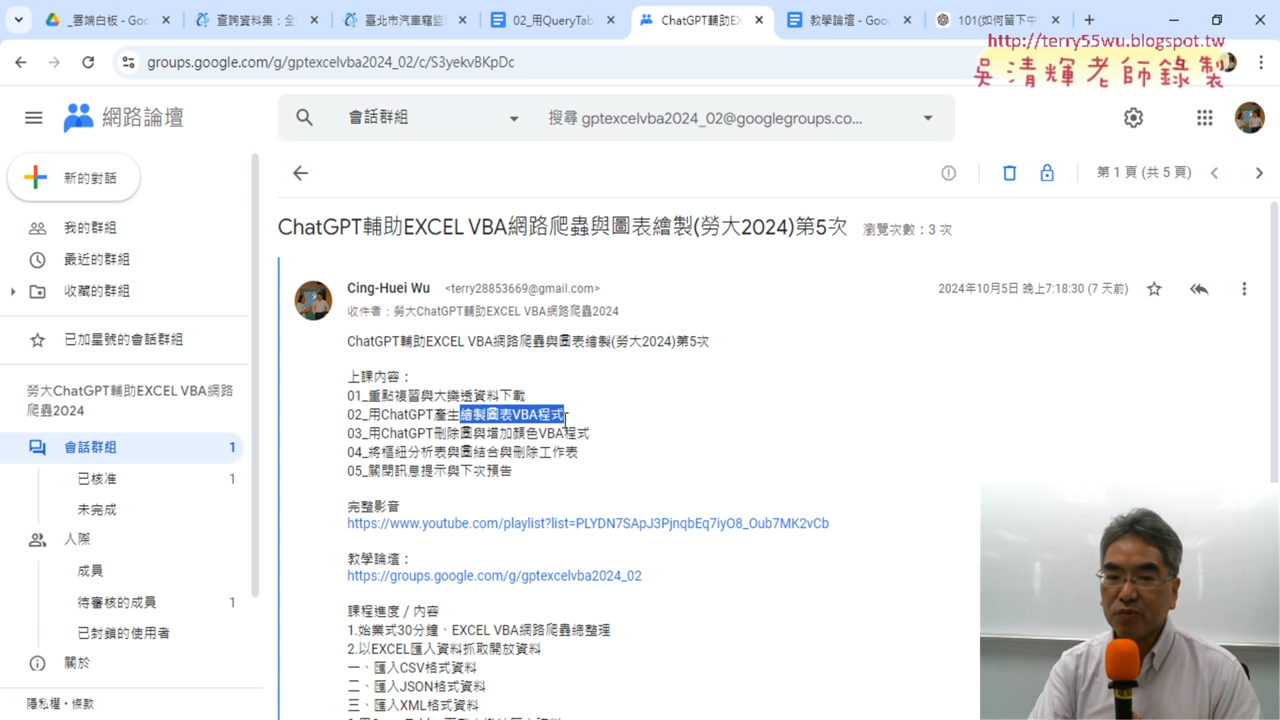 _雲端白板 - Goo
查詢資料集：全
臺北市汽車轄監
02_用QueryTab
ChatGPT輔助EX
教學論壇 - Goo
101(如何留下中
http://terry55wu.blogspot.tw
吳清輝老師錄製
groups.google.com/g/gptexcelvba2024_02/c/S3yekvBKpDc
網路論壇
會話群組
搜尋 gptexcelvba2024_02@googlegroups.co...
新的對話
第 1 頁 (共 5 頁)
我的群組
最近的群組
收藏的群組
已加星號的會話群組
勞大ChatGPT輔助EXCEL VBA網路
爬蟲2024
會話群組 1
已核准 1
未完成
人際
成員
待審核的成員 1
已封鎖的使用者
關於
隱私權 • 條款
ChatGPT輔助EXCEL VBA網路爬蟲與圖表繪製(勞大2024)第5次 瀏覽次數：3 次
Cing-Huei Wu <terry28853669@gmail.com>
2024年10月5日 晚上7:18:30 (7 天前)
收件者：勞大ChatGPT輔助EXCEL VBA網路爬蟲2024
ChatGPT輔助EXCEL VBA網路爬蟲與圖表繪製(勞大2024)第5次
上課內容：
01_重點複習與大樂透資料下載
02_用ChatGPT產生繪製圖表VBA程式
03_用ChatGPT刪除圖與增加顏色VBA程式
04_將樞紐分析表與圖結合與刪除工作表
05_關閉訊息提示與下次預告
完整影音
https://www.youtube.com/playlist?list=PLYDN7SApJ3PjnqbEq7iyO8_Oub7MK2vCb
教學論壇：
https://groups.google.com/g/gptexcelvba2024_02
課程進度 / 內容
1.始業式30分鐘、EXCEL VBA網路爬蟲總整理
2.以EXCEL匯入資料抓取開放資料
一、匯入CSV格式資料
二、匯入JSON格式資料
三、匯入XML格式資料